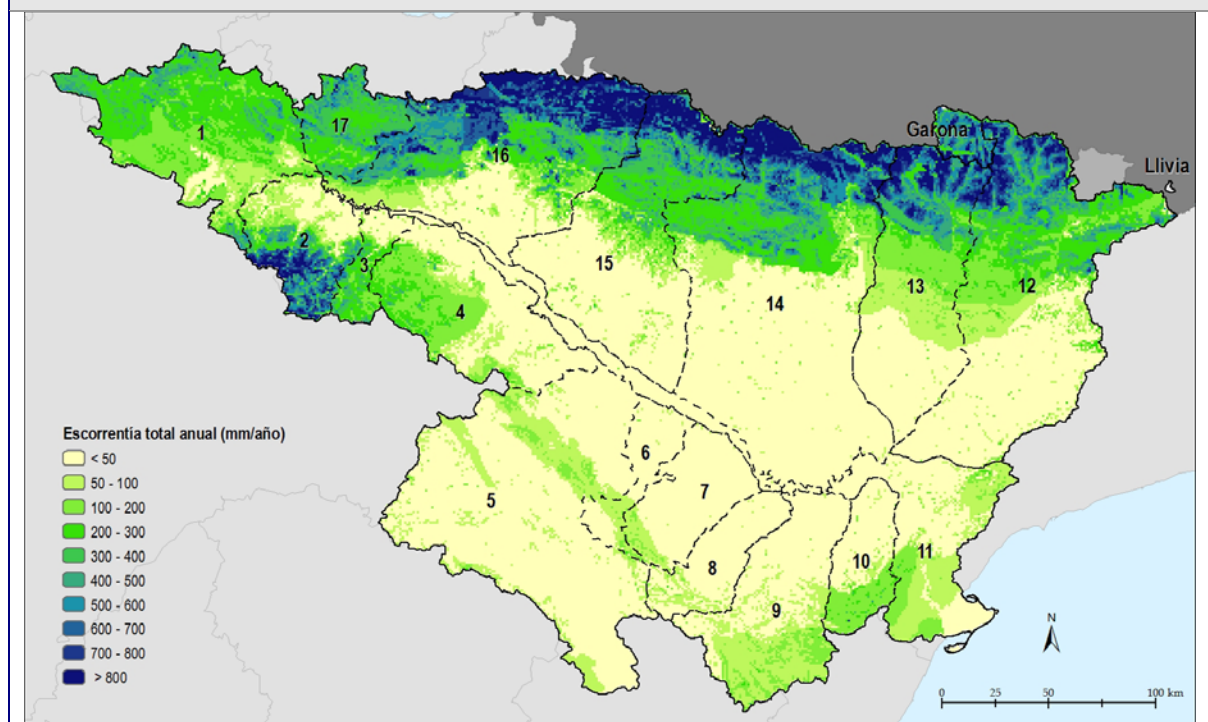 Garona
Llivia
1
17
16
2
3
4
15
14
13
12
5
6
7
8
9
10
11
Escorrentía total anual (mm/año)
< 50
50 - 100
100 - 200
200 - 300
300 - 400
400 - 500
500 - 600
600 - 700
700 - 800
> 800
N
0 25 50 100 km